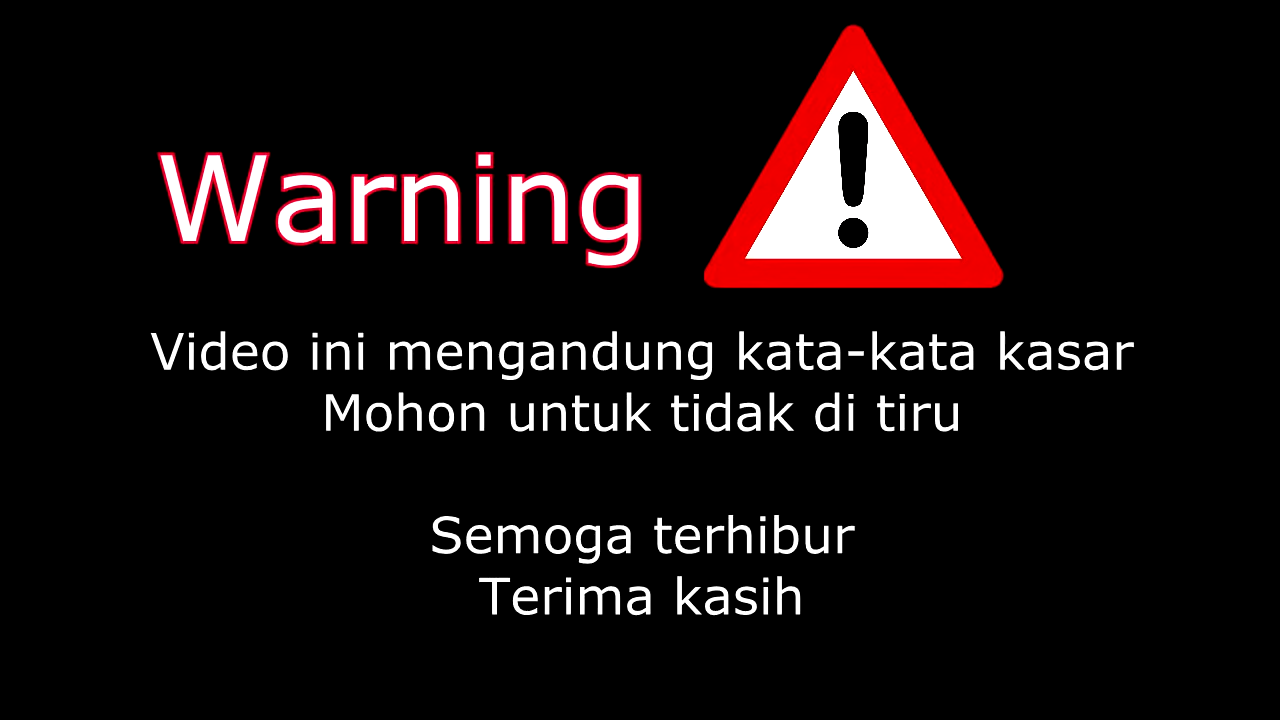 Warning
Video ini mengandung kata-kata kasar
Mohon untuk tidak di tiru
Semoga terhibur
Terima kasih